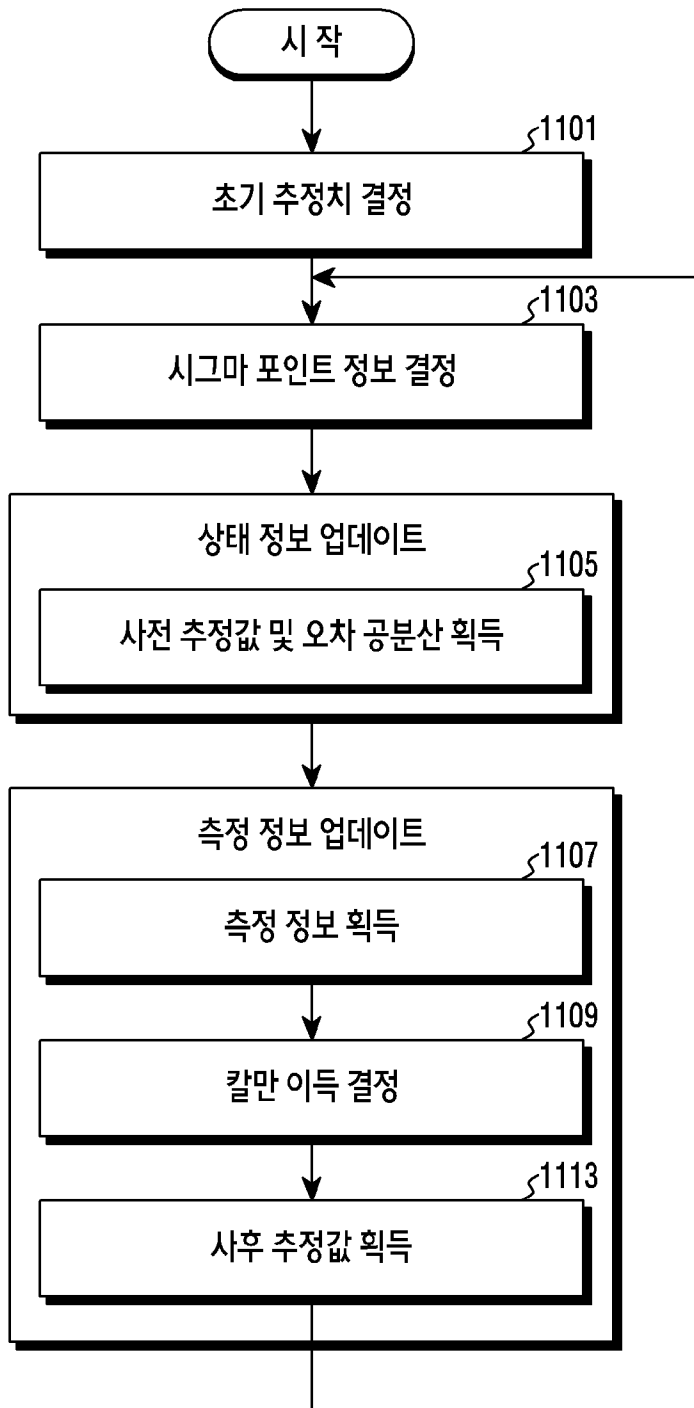 시 작
1101
초기 추정치 결정
1103
시그마 포인트 정보 결정
상태 정보 업데이트
1105
사전 추정값 및 오차 공분산 획득
측정 정보 업데이트
1107
측정 정보 획득
1109
칼만 이득 결정
1113
사후 추정값 획득